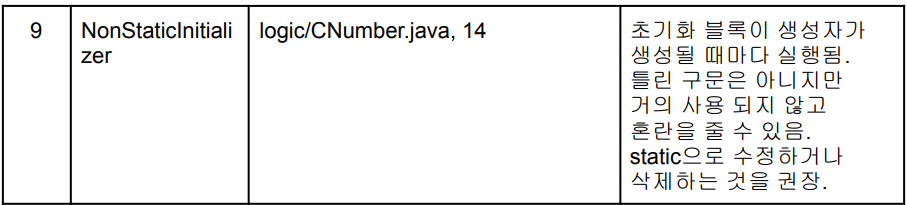 9
NonStaticInitiali
zer
logic/CNumber.java, 14
초기화 블록이 생성자가
생성될 때마다 실행됨.
틀린 구문은 아니지만
거의 사용 되지 않고
혼란을 줄 수 있음.
static으로 수정하거나
삭제하는 것을 권장.